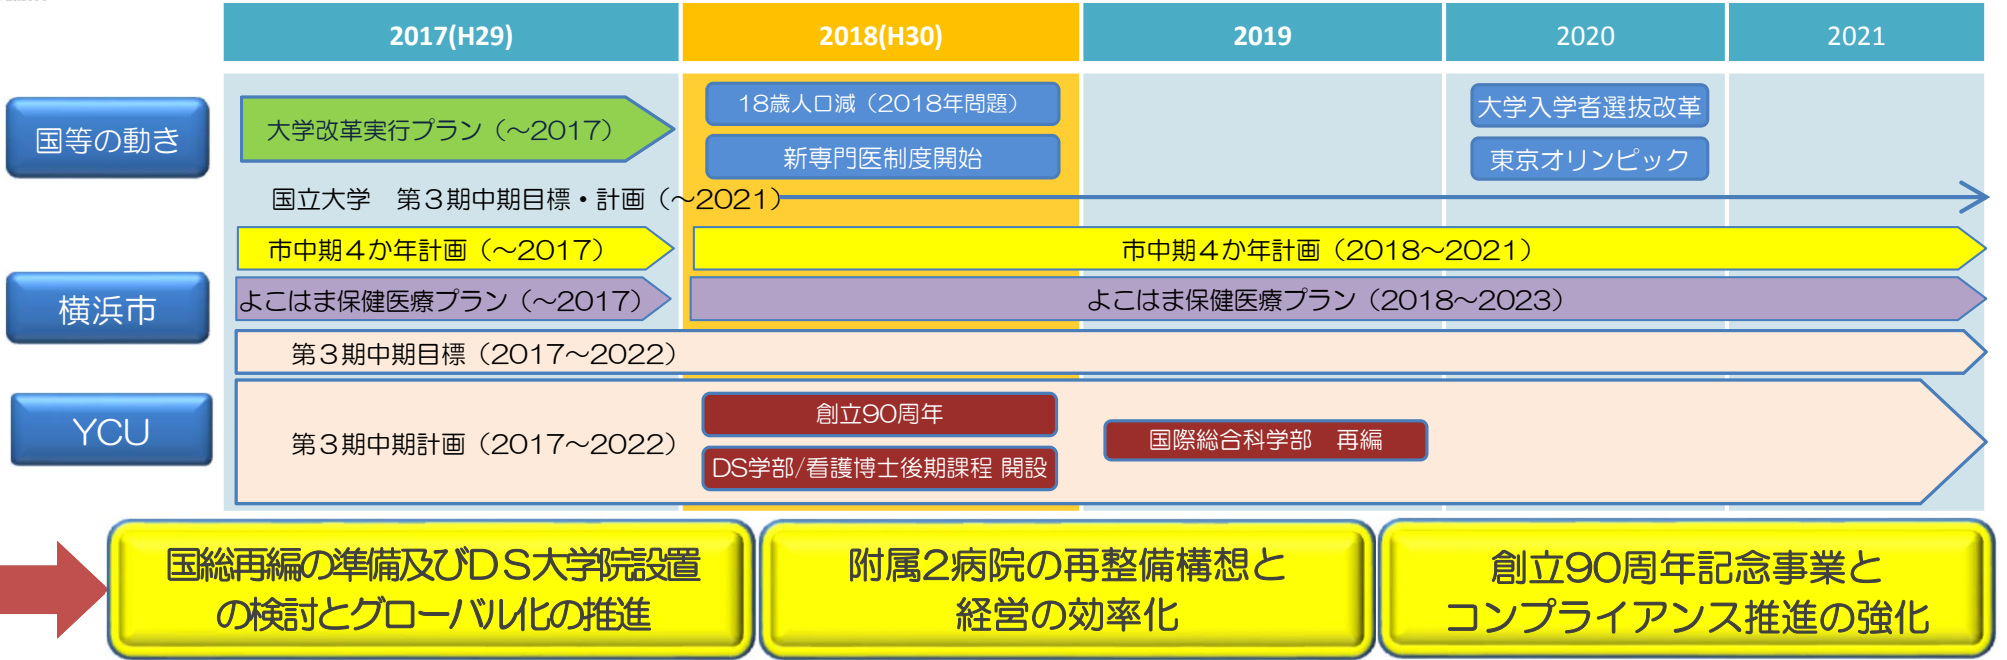 2017(H29)
2018(H30)
2019
2020
2021
国等の動き
大学改革実行プラン（～2017）
18歳人口減（2018年問題）
新専門医制度開始
大学入学者選抜改革
東京オリンピック
国立大学　第３期中期目標・計画（～2021）
横浜市
市中期４か年計画（～2017）
市中期４か年計画（2018～2021）
よこはま保健医療プラン（～2017）
よこはま保健医療プラン（2018～2023）
第３期中期目標（2017～2022）
YCU
第３期中期計画（2017～2022）
創立90周年
DS学部/看護博士後期課程 開設
国際総合科学部　再編
国総再編の準備及びＤＳ大学院設置
の検討とグローバル化の推進
附属2病院の再整備構想と
経営の効率化
創立90周年記念事業と
コンプライアンス推進の強化